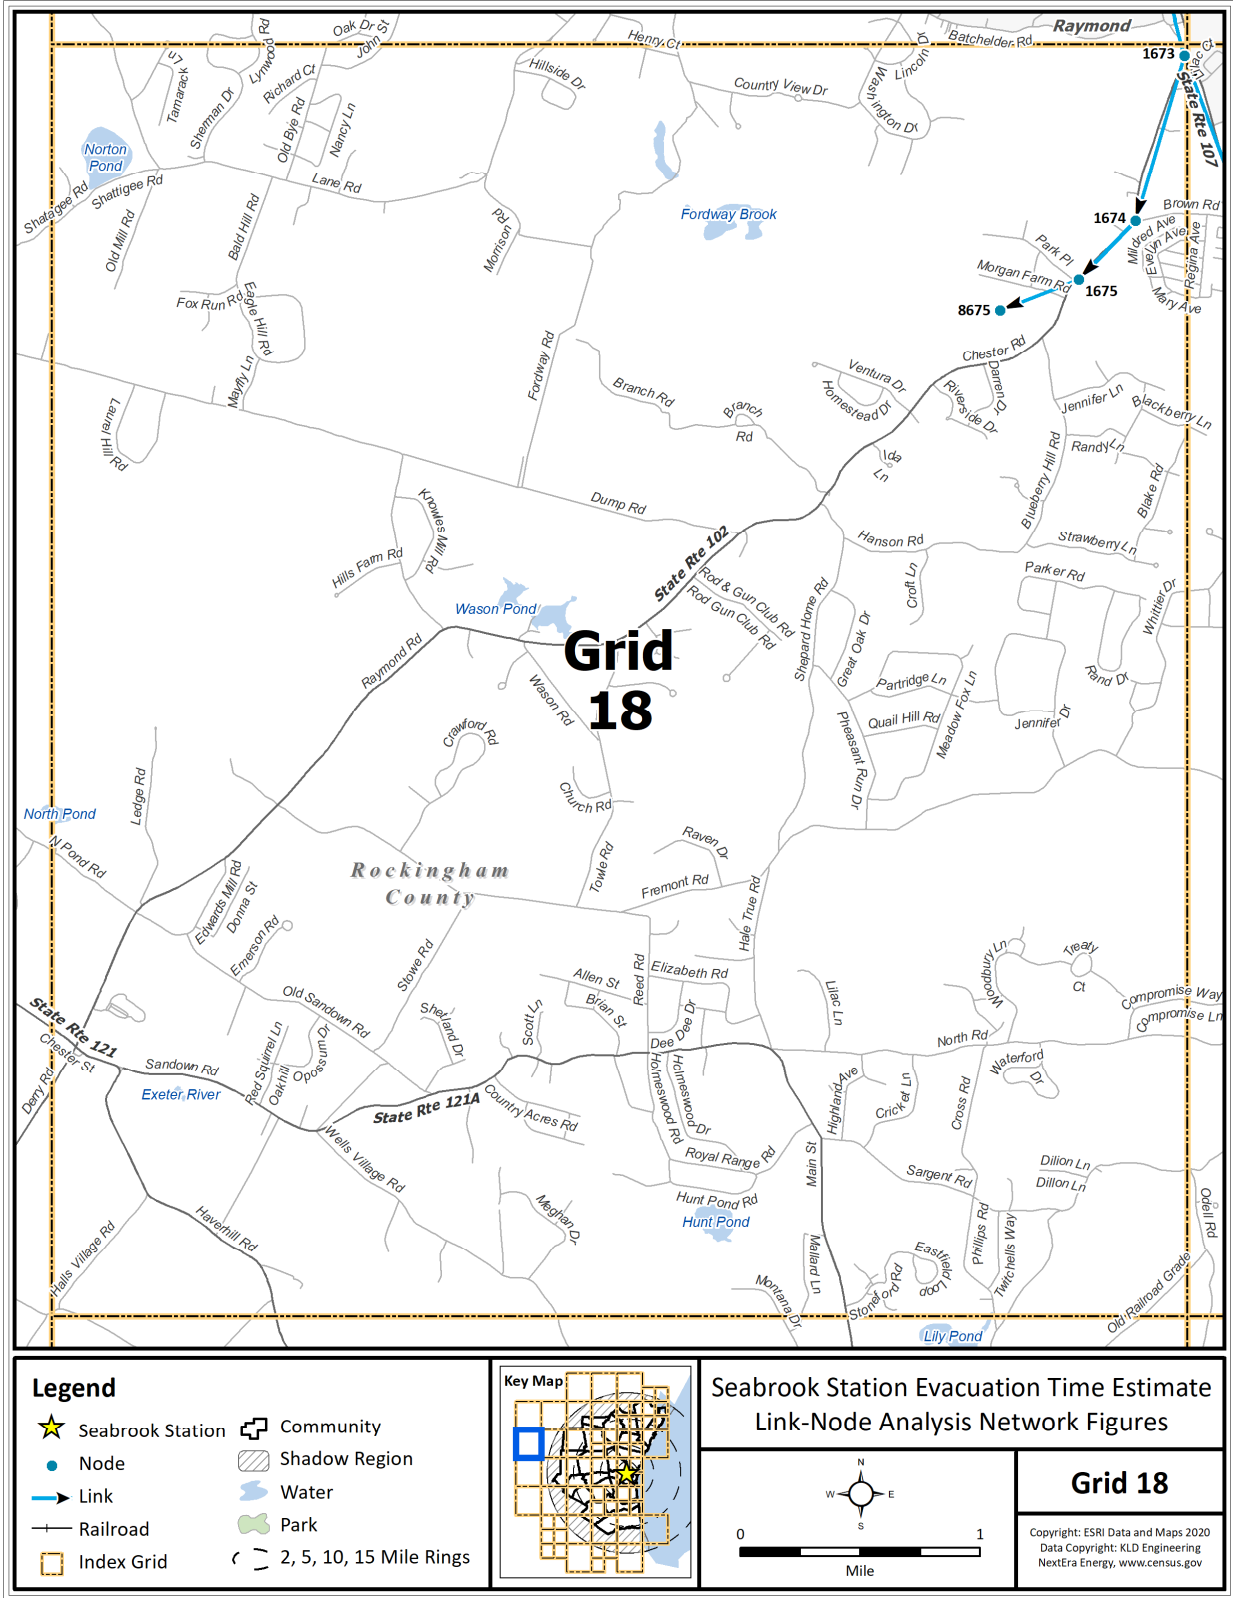 Raymond
Oak Dr
John St
Lynwood Rd
Richard Ct
Tamarack Ln
Sherman Dr
Old Bye Rd
Nancy Ln
Henry Ct
Hillside Dr
Country View Dr
Batchelder Rd
Lincoln Dr
Washington Dr
1673
Lilac Ct
State Rte 107
Norton
Pond
Shatagee Rd
Shattigee Rd
Lane Rd
Old Mill Rd
Bald Hill Rd
Morrison Rd
Fordway Brook
1674
Brown Rd
Mildred Ave
Evelyn Ave
Regina Ave
Mary Ave
Park Pl
Morgan Farm Rd
1675
8675
Fox Run Rd
Eagle Hill Rd
Mayfly Ln
Laurel Hill Rd
Fordway Rd
Branch Rd
Branch
Rd
Ventura Dr
Homestead Dr
Chester Rd
Darren Dr
Riverside Dr
Ida
Ln
Jennifer Ln
Blackberry Ln
Randy Ln
Blueberry Hill Rd
Blake Rd
Dump Rd
Knowles Mill Rd
Hills Farm Rd
State Rte 102
Hanson Rd
Strawberry Ln
Parker Rd
Croft Ln
Whittier Dr
Wason Pond
Rod & Gun Club Rd
Rod Gun Club Rd
Shepard Home Rd
Great Oak Dr
Grid
18
Raymond Rd
Wason Rd
Partridge Ln
Quail Hill Rd
Meadow Fox Ln
Rand Dr
Jennifer Dr
Pheasant Run Dr
Crawford Rd
Church Rd
Ledge Rd
North Pond
N Pond Rd
Towle Rd
Raven Dr
Fremont Rd
Rockingham
County
Edwards Mill Rd
Donna St
Emerson Rd
Hale True Rd
Stowe Rd
Reed Rd
Allen St
Brian St
Elizabeth Rd
Dee Dee Dr
Lilac Ln
Woodbury Ln
Treaty
Ct
Compromise Way
Compromise Ln
Old Sandown Rd
Shetland Dr
Scott Ln
State Rte 121
Chester St
Derry Rd
Sandown Rd
Exeter River
Red Squirrel Ln
Oakhill
Opossum Dr
State Rte 121A
Country Acres Rd
Holmeswood Rd
Holmeswood Dr
North Rd
Waterford
Dr
Highland Ave
Cricket Ln
Cross Rd
Wells Village Rd
Royal Range Rd
Main St
Sargent Rd
Dilion Ln
Dillon Ln
Odell Rd
Hunt Pond Rd
Hunt Pond
Haverhill Rd
Halls Village Rd
Meghan Dr
Mallard Ln
Montana Dr
Stoneford Rd
Eastfield Loop
Phillips Rd
Twitchells Way
Old Railroad Grade
Lily Pond
Legend
Seabrook Station
Node
Link
Railroad
Index Grid
Community
Shadow Region
Water
Park
2, 5, 10, 15 Mile Rings
Key Map
Seabrook Station Evacuation Time Estimate
Link-Node Analysis Network Figures
N
W E
S
0 1
Mile
Grid 18
Copyright: ESRI Data and Maps 2020
Data Copyright: KLD Engineering
NextEra Energy, www.census.gov